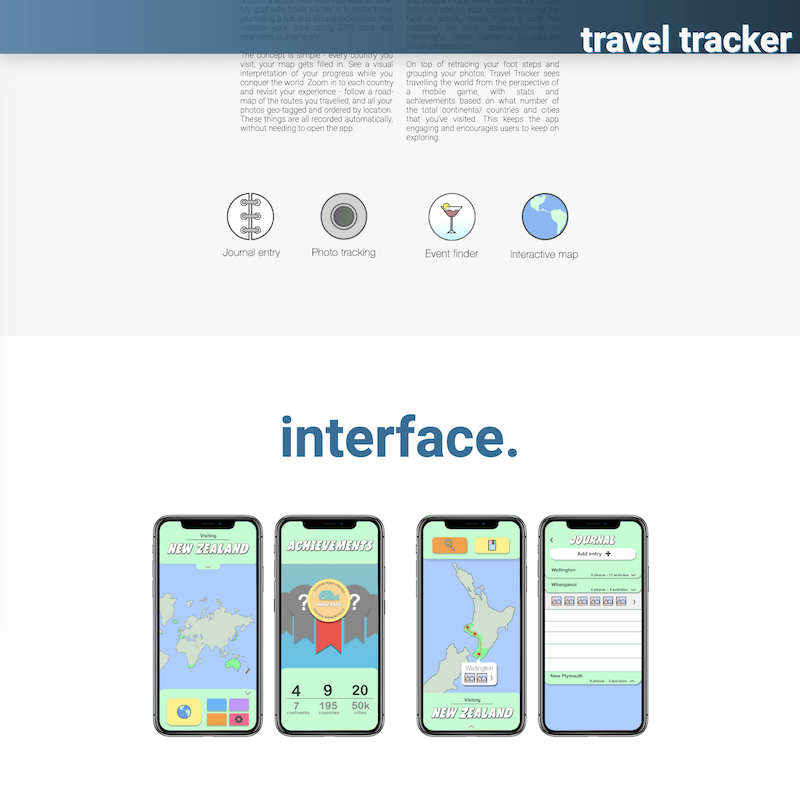 travel tracker
My goal with travel tracker is to make travel
journaling a fun and simple experience that
records your trips using GPS data and
seamless journal entry.
The concept is simple - every country you
visit, your map gets filled in. See a visual
interpretation of your progress while you
conquer the world. Zoom in to each country
and revisit your experience - follow a road-
map of the routes you travelled, and all your
photos geo-tagged and ordered by location.
These things are all recorded automatically,
without needing to open the app.
On top of retracing your foot steps and
grouping your photos, Travel Tracker sees
travelling the world from the perspective of
a mobile game, with stats and
achievements based on what number of
the total continents/ countries and cities
that you've visited. This keeps the app
engaging and encourages users to keep on
exploring.
Journal entry
Photo tracking
Event finder
Interactive map
interface.
Visiting
NEW ZEALAND
ACHIEVEMENTS
?
?
4 9 20
7 195 50k
continents countries cities
Wellington
Visiting
NEW ZEALAND
JOURNAL
Add entry +
Wellington
Whanganui
New Plymouth